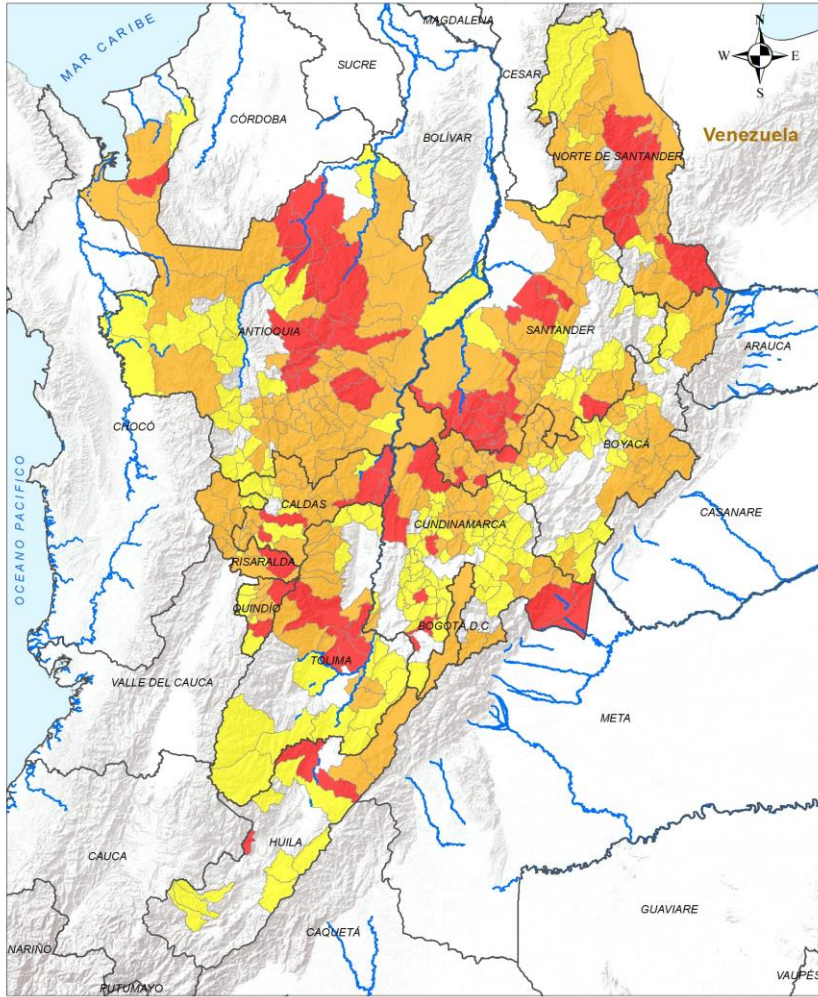 MAGDALENA
N
W E
S
MAR CARIBE
SUCRE
CESAR
CÓRDOBA
BOLÍVAR
Venezuela
NORTE DE SANTANDER
ANTIOQUIA
SANTANDER
ARAUCA
CHOCÓ
BOYACÁ
OCEANO PACIFICO
CALDAS
CUNDINAMARCA
CASANARE
RISARALDA
QUINDÍO
BOGOTÁ D.C
TOLIMA
VALLE DEL CAUCA
META
HUILA
CAUCA
GUAVIARE
CAQUETÁ
NARIÑO
PUTUMAYO
VAUPÉS